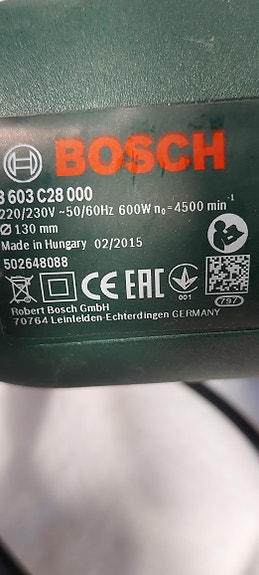 BOSCH
3 603 C28 000
220/230V ~50/60Hz 600W n₀=4500 min⁻¹
Ø 130 mm
Made in Hungary 02/2015
502648088
CE EAC 001 797
Robert Bosch GmbH
70764 Leinfelden-Echterdingen GERMANY